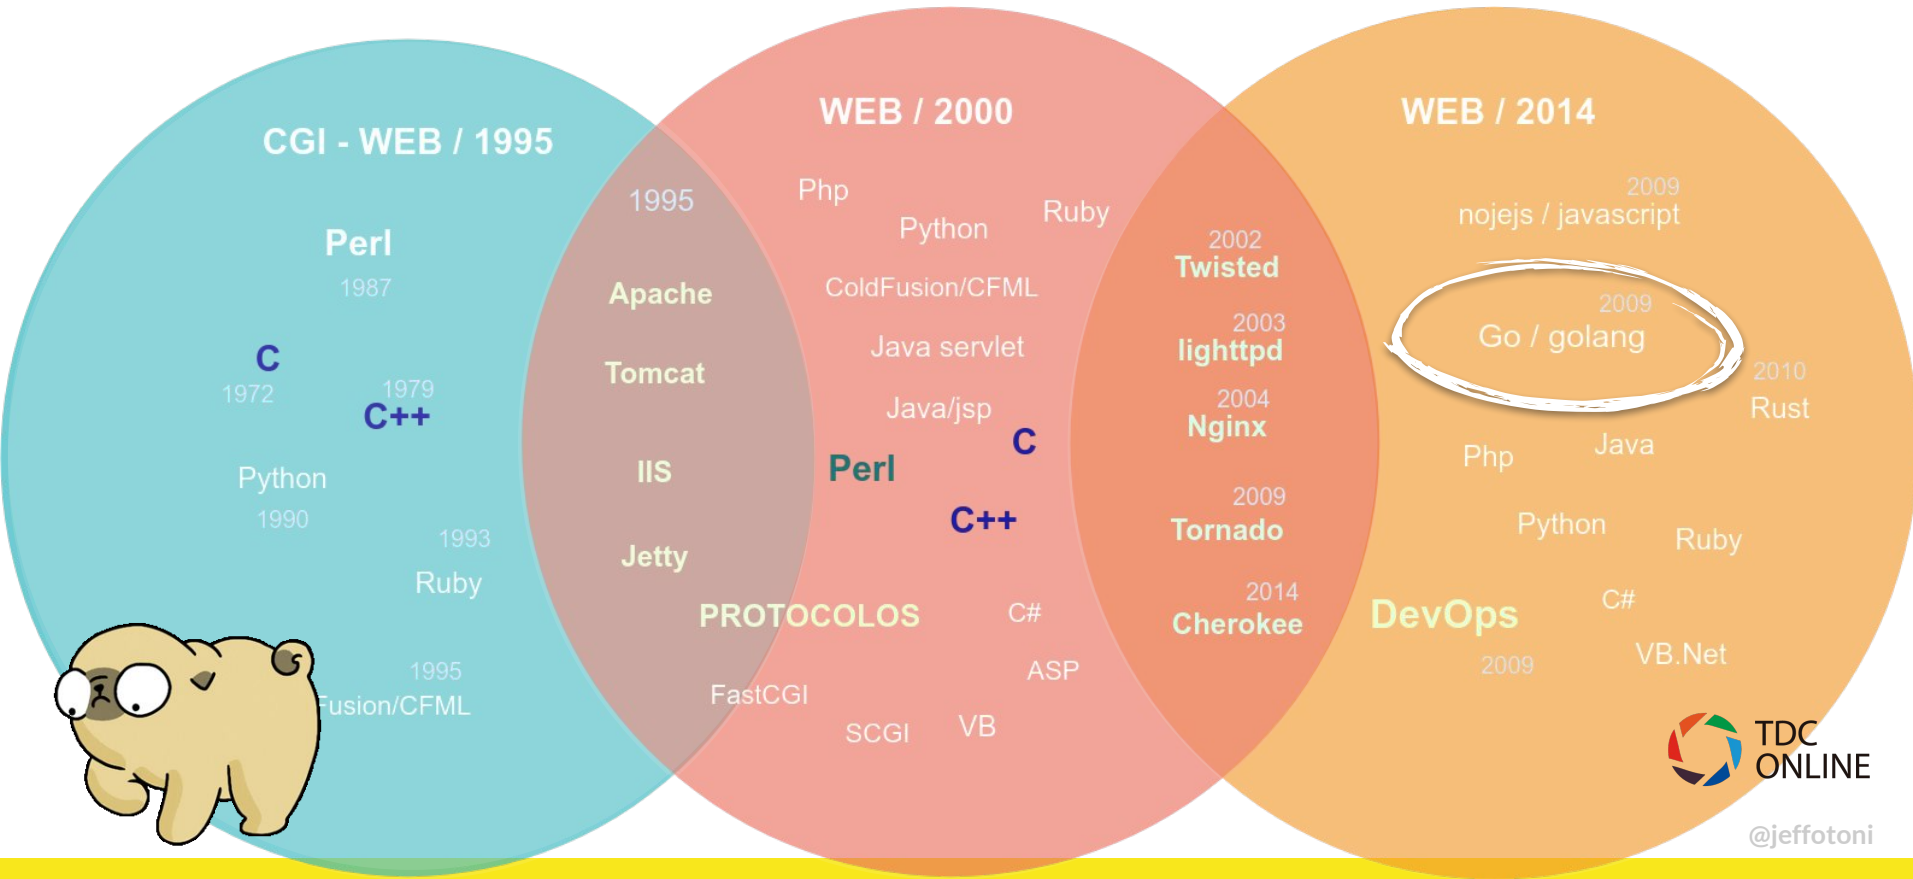 CGI - WEB / 1995
Perl
1987
C
1972
1979
C++
Python
1990
1993
Ruby
1995
Fusion/CFML
1995
Apache
Tomcat
IIS
Jetty
PROTOCOLOS
FastCGI
SCGI
WEB / 2000
Php
Python
Ruby
ColdFusion/CFML
Java servlet
Java/jsp
C
Perl
C++
C#
ASP
VB
2002
Twisted
2003
lighttpd
2004
Nginx
2009
Tornado
2014
Cherokee
WEB / 2014
2009
nojejs / javascript
2009
Go / golang
2010
Rust
Php
Java
Python
Ruby
C#
DevOps
2009
VB.Net
TDC
ONLINE
@jeffotoni